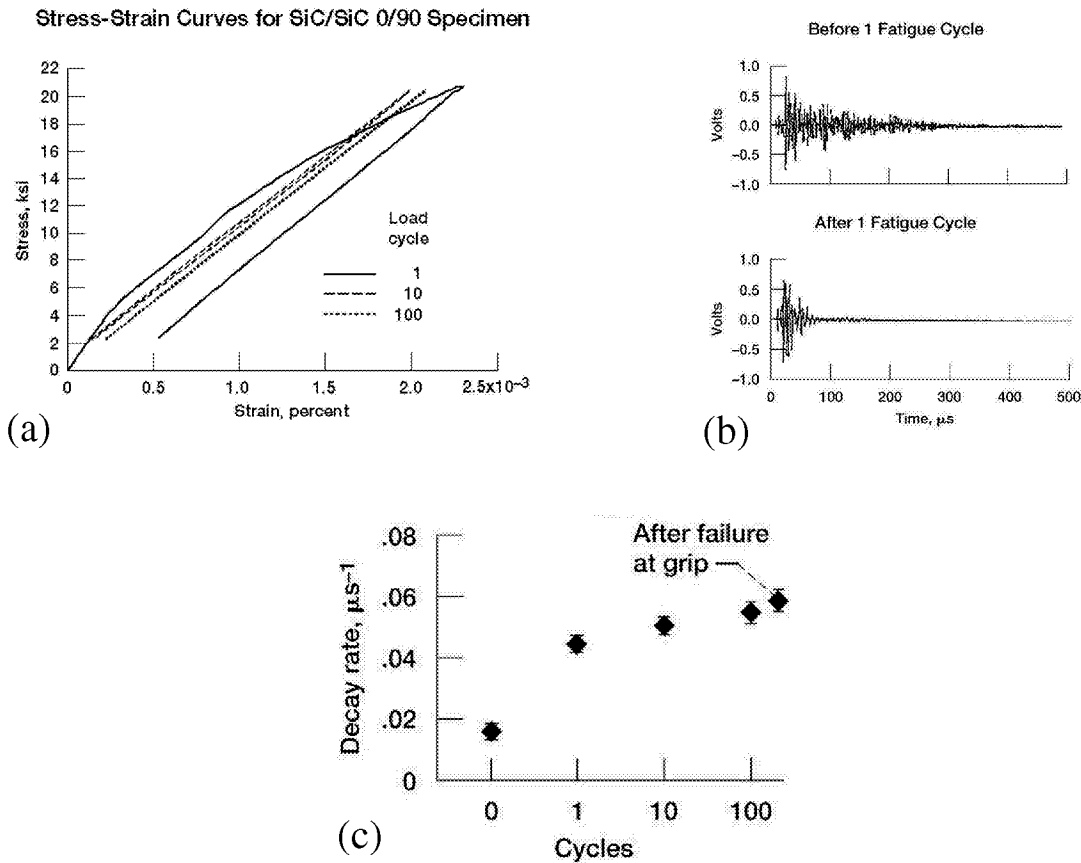 Stress-Strain Curves for SiC/SiC 0/90 Specimen
22
20
18
16
14
12
10
8
6
4
2
0
Stress, ksi
Load
cycle
1
10
100
0
0.5
1.0
1.5
2.0
2.5x10−3
Strain, percent
(a)
Before 1 Fatigue Cycle
1.0
0.5
0.0
−0.5
−1.0
Volts
After 1 Fatigue Cycle
1.0
0.5
0.0
−0.5
−1.0
Volts
0
100
200
300
400
500
Time, μs
(b)
.08
.06
.04
.02
0
Decay rate, μs−1
After failure
at grip
0
1
10
100
Cycles
(c)